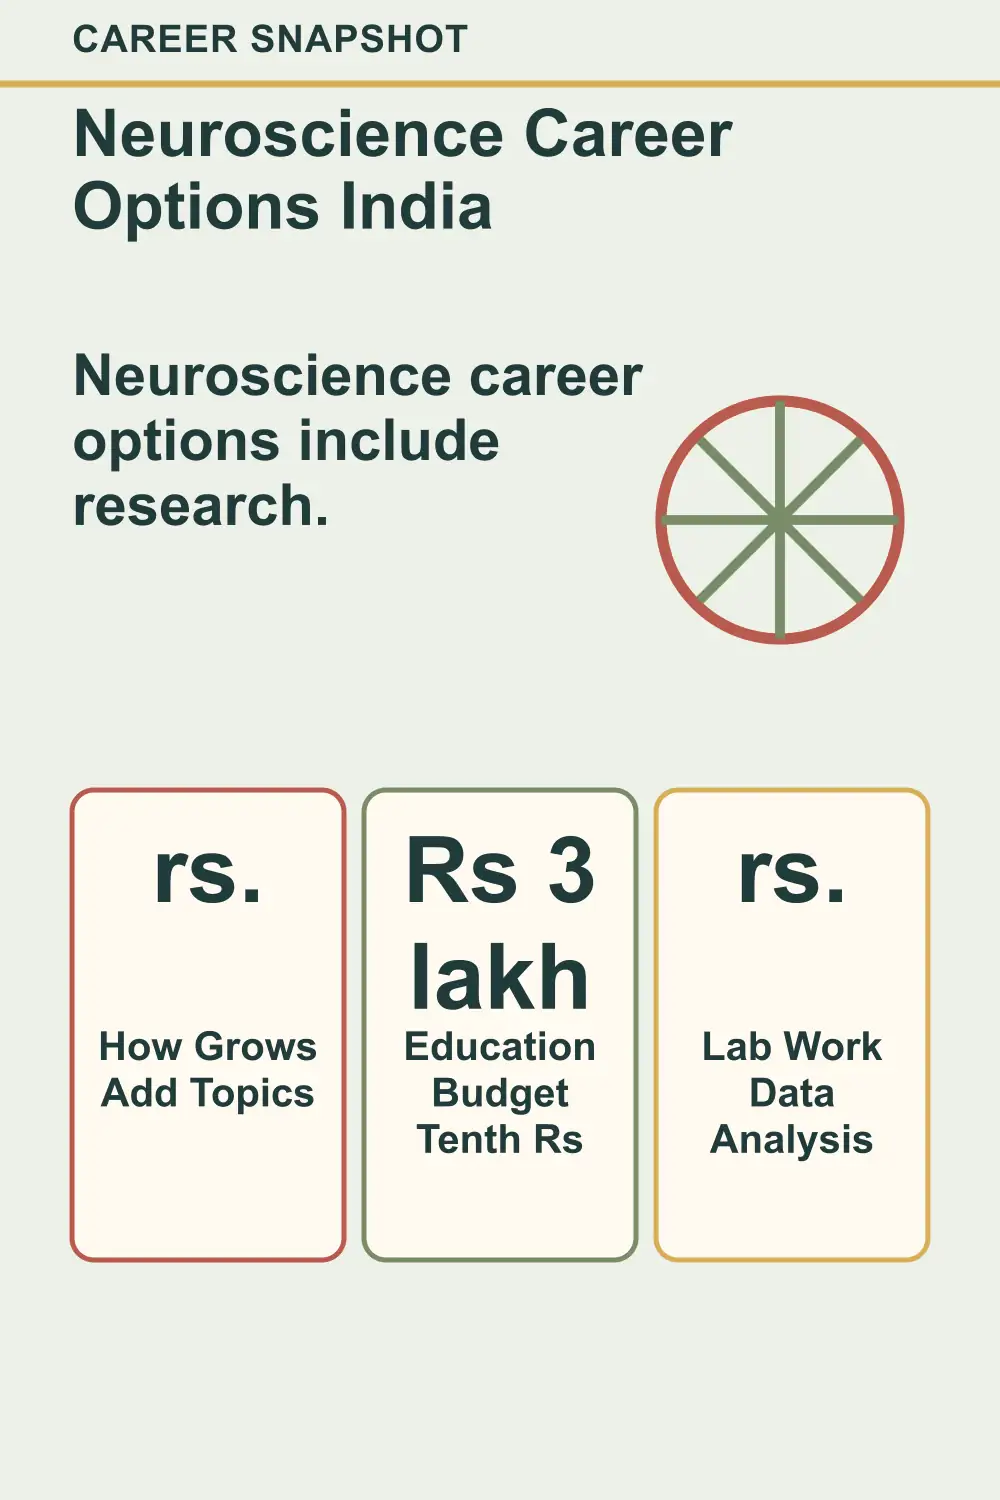 CAREER SNAPSHOT
Neuroscience Career
Options India
Neuroscience career
options include
research.
rs.
How Grows
Add Topics
Rs 3
lakh
Education
Budget
Tenth Rs
rs.
Lab Work
Data
Analysis